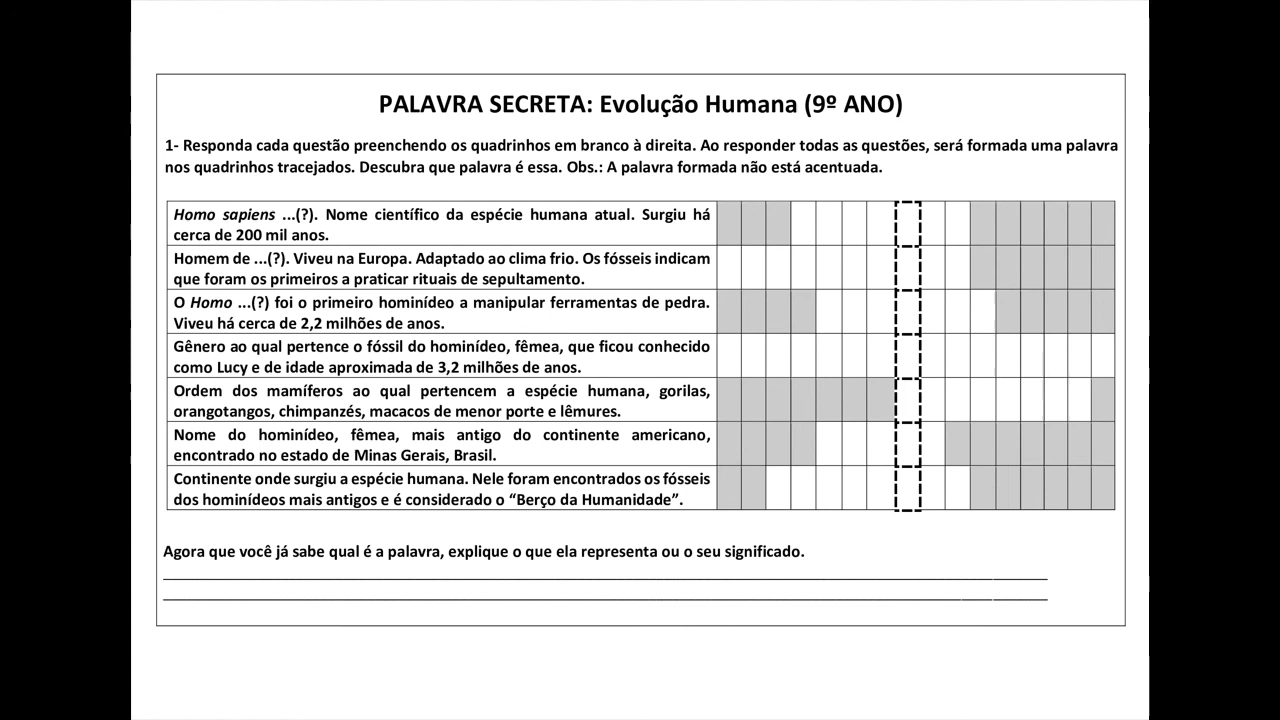 PALAVRA SECRETA: Evolução Humana (9º ANO)
1- Responda cada questão preenchendo os quadrinhos em branco à direita. Ao responder todas as questões, será formada uma palavra
nos quadrinhos tracejados. Descubra que palavra é essa. Obs.: A palavra formada não está acentuada.
Homo sapiens ...(?). Nome científico da espécie humana atual. Surgiu há
cerca de 200 mil anos.
Homem de ...(?). Viveu na Europa. Adaptado ao clima frio. Os fósseis indicam
que foram os primeiros a praticar rituais de sepultamento.
O Homo ...(?) foi o primeiro hominídeo a manipular ferramentas de pedra.
Viveu há cerca de 2,2 milhões de anos.
Gênero ao qual pertence o fóssil do hominídeo, fêmea, que ficou conhecido
como Lucy e de idade aproximada de 3,2 milhões de anos.
Ordem dos mamíferos ao qual pertencem a espécie humana, gorilas,
orangotangos, chimpanzés, macacos de menor porte e lêmures.
Nome do hominídeo, fêmea, mais antigo do continente americano,
encontrado no estado de Minas Gerais, Brasil.
Continente onde surgiu a espécie humana. Nele foram encontrados os fósseis
dos hominídeos mais antigos e é considerado o “Berço da Humanidade”.
Agora que você já sabe qual é a palavra, explique o que ela representa ou o seu significado.